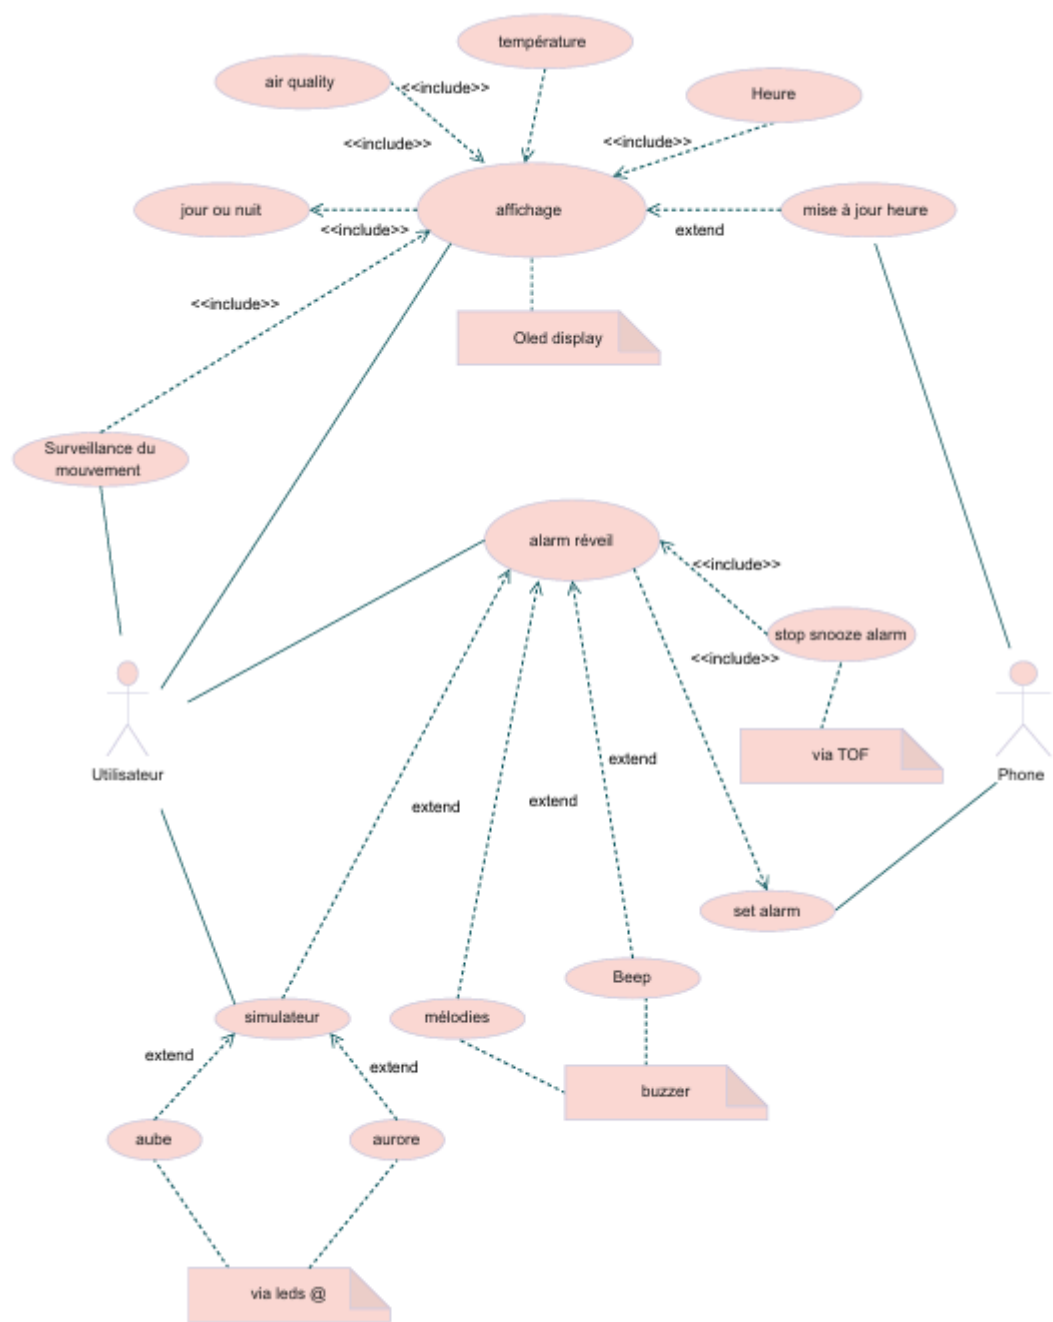 température
air quality
<<include>>
Heure
<<include>>
<<include>>
jour ou nuit
affichage
mise à jour heure
<<include>>
extend
<<include>>
Oled display
Surveillance du
mouvement
alarm réveil
<<include>>
stop snooze alarm
<<include>>
via TOF
Utilisateur
Phone
extend
extend
extend
set alarm
Beep
simulateur
mélodies
extend
extend
buzzer
aube
aurore
via leds @